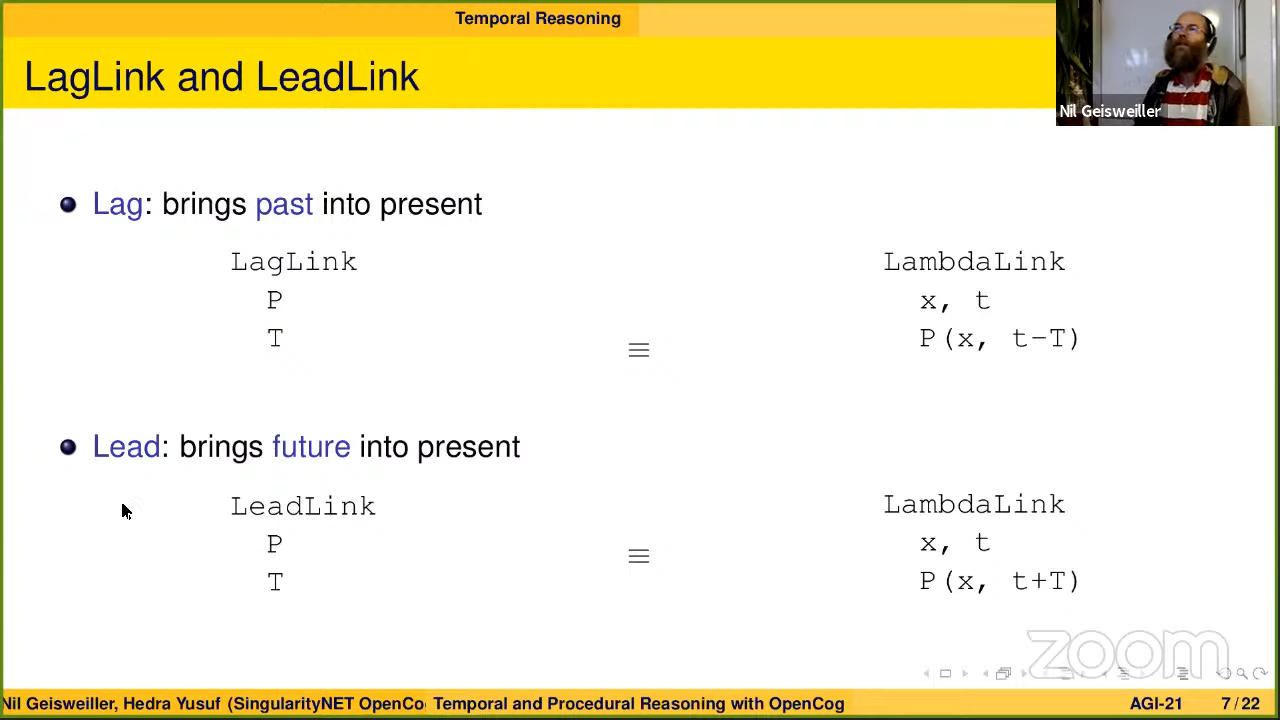 Temporal Reasoning
LagLink and LeadLink
Nil Geisweiller
Lag: brings past into present
LagLink
P
T
≡
LambdaLink
x, t
P(x, t-T)
Lead: brings future into present
LeadLink
P
T
≡
LambdaLink
x, t
P(x, t+T)
zoom
Nil Geisweiller, Hedra Yusuf (SingularityNET OpenCo Temporal and Procedural Reasoning with OpenCog AGI-21 7 / 22